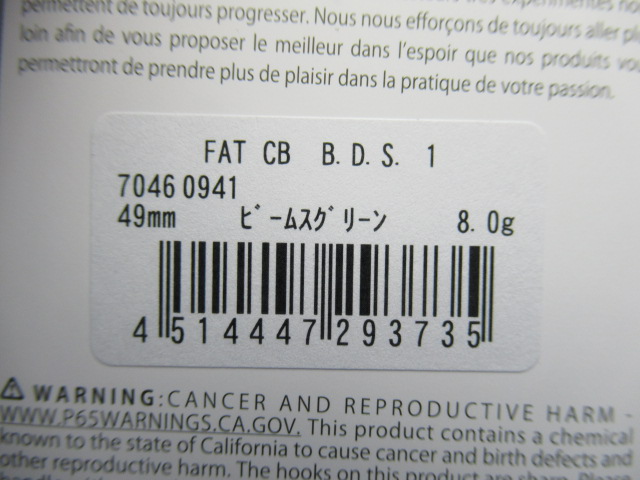 permettent de toujours progresser. Nous nous efforçons de toujours aller
loin afin de vous proposer le meilleur dans l'espoir que nos produits
permettront de prendre plus de plaisir dans la pratique de votre passion.
FAT CB B.D.S. 1
70460941
49mm ﾋﾞｰﾑｽｸﾞﾘｰﾝ 8.0g
4 514447 293735
WARNING:CANCER AND REPRODUCTIVE HARM -
WWW.P65WARNINGS.CA.GOV. This product contains a chemical
known to the state of California to cause cancer and birth defects and
other reproductive harm. The hooks on this product are sharp. Please